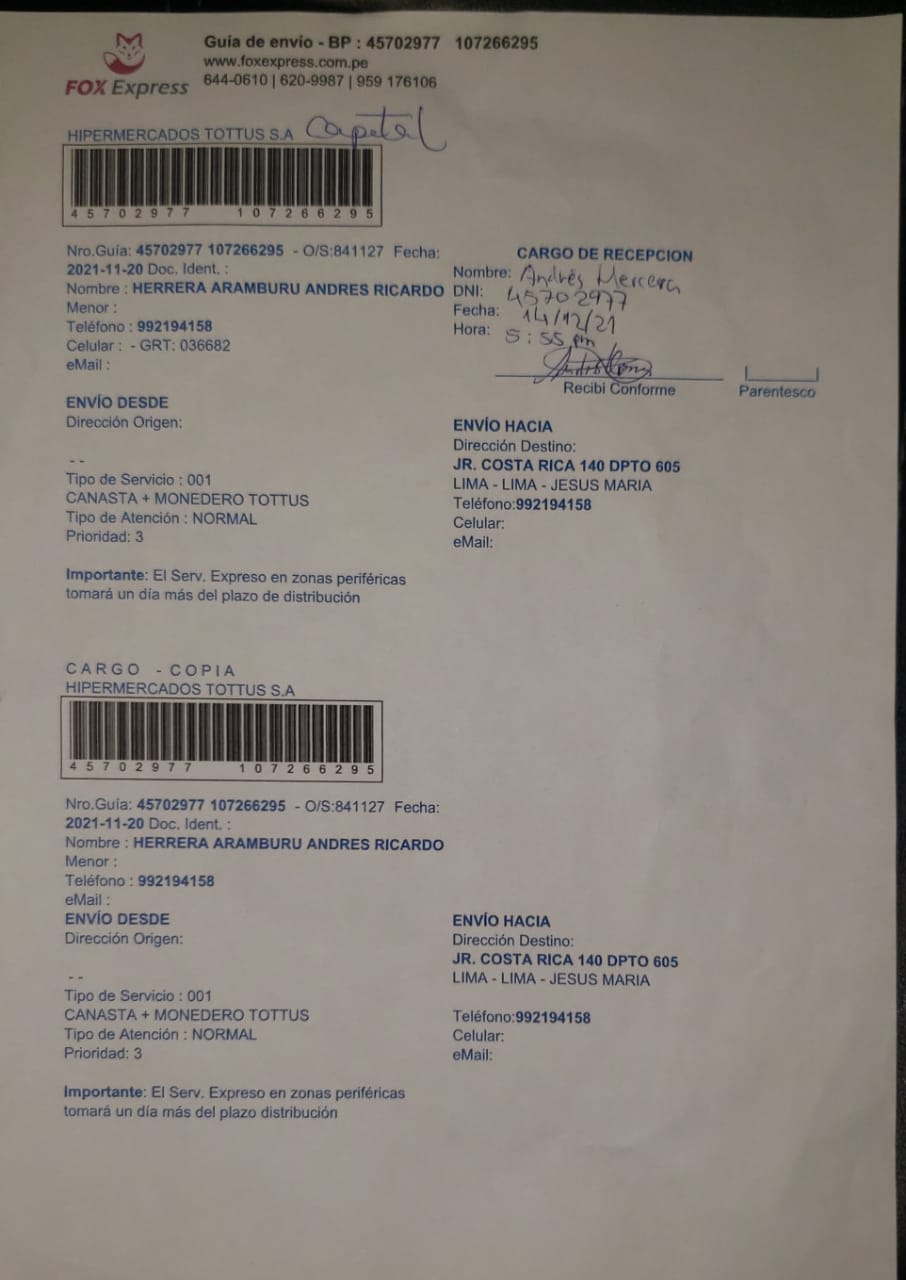 FOX Express
Guía de envío - BP : 45702977 107266295
www.foxexpress.com.pe
644-0610 | 620-9987 | 959 176106
HIPERMERCADOS TOTTUS S.A Capital
45702977 107266295
Nro.Guía: 45702977 107266295 - O/S:841127 Fecha:
2021-11-20 Doc. Ident. :
Nombre : HERRERA ARAMBURU ANDRES RICARDO
Menor :
Teléfono : 992194158
Celular : - GRT: 036682
eMail :
CARGO DE RECEPCION
Nombre: Andrés Herrera
DNI: 45702977
Fecha: 14/12/21
Hora: 5:55 pm
Recibi Conforme
Parentesco
ENVÍO DESDE
Dirección Origen:
- -
Tipo de Servicio : 001
CANASTA + MONEDERO TOTTUS
Tipo de Atención : NORMAL
Prioridad: 3
ENVÍO HACIA
Dirección Destino:
JR. COSTA RICA 140 DPTO 605
LIMA - LIMA - JESUS MARIA
Teléfono:992194158
Celular:
eMail:
Importante: El Serv. Expreso en zonas periféricas
tomará un día más del plazo de distribución
CARGO - COPIA
HIPERMERCADOS TOTTUS S.A
45702977 107266295
Nro.Guía: 45702977 107266295 - O/S:841127 Fecha:
2021-11-20 Doc. Ident. :
Nombre : HERRERA ARAMBURU ANDRES RICARDO
Menor :
Teléfono : 992194158
eMail :
ENVÍO DESDE
Dirección Origen:
- -
Tipo de Servicio : 001
CANASTA + MONEDERO TOTTUS
Tipo de Atención : NORMAL
Prioridad: 3
ENVÍO HACIA
Dirección Destino:
JR. COSTA RICA 140 DPTO 605
LIMA - LIMA - JESUS MARIA
Teléfono:992194158
Celular:
eMail:
Importante: El Serv. Expreso en zonas periféricas
tomará un día más del plazo distribución